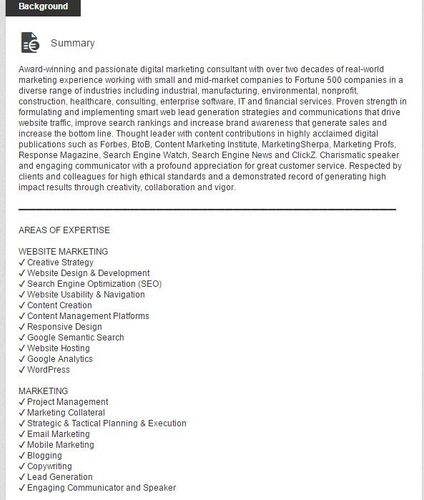 Background
Summary
Award-winning and passionate digital marketing consultant with over two decades of real-world
marketing experience working with small and mid-market companies to Fortune 500 companies in a
diverse range of industries including industrial, manufacturing, environmental, nonprofit,
construction, healthcare, consulting, enterprise software, IT and financial services. Proven strength in
formulating and implementing smart web lead generation strategies and communications that drive
website traffic, improve search rankings and increase brand awareness that generate sales and
increase the bottom line. Thought leader with content contributions in highly acclaimed digital
publications such as Forbes, BtoB, Content Marketing Institute, MarketingSherpa, Marketing Profs,
Response Magazine, Search Engine Watch, Search Engine News and ClickZ. Charismatic speaker
and engaging communicator with a profound appreciation for great customer service. Respected by
clients and colleagues for high ethical standards and a demonstrated record of generating high
impact results through creativity, collaboration and vigor.
AREAS OF EXPERTISE
WEBSITE MARKETING
✓ Creative Strategy
✓ Website Design & Development
✓ Search Engine Optimization (SEO)
✓ Website Usability & Navigation
✓ Content Creation
✓ Content Management Platforms
✓ Responsive Design
✓ Google Semantic Search
✓ Website Hosting
✓ Google Analytics
✓ WordPress
MARKETING
✓ Project Management
✓ Marketing Collateral
✓ Strategic & Tactical Planning & Execution
✓ Email Marketing
✓ Mobile Marketing
✓ Blogging
✓ Copywriting
✓ Lead Generation
✓ Engaging Communicator and Speaker